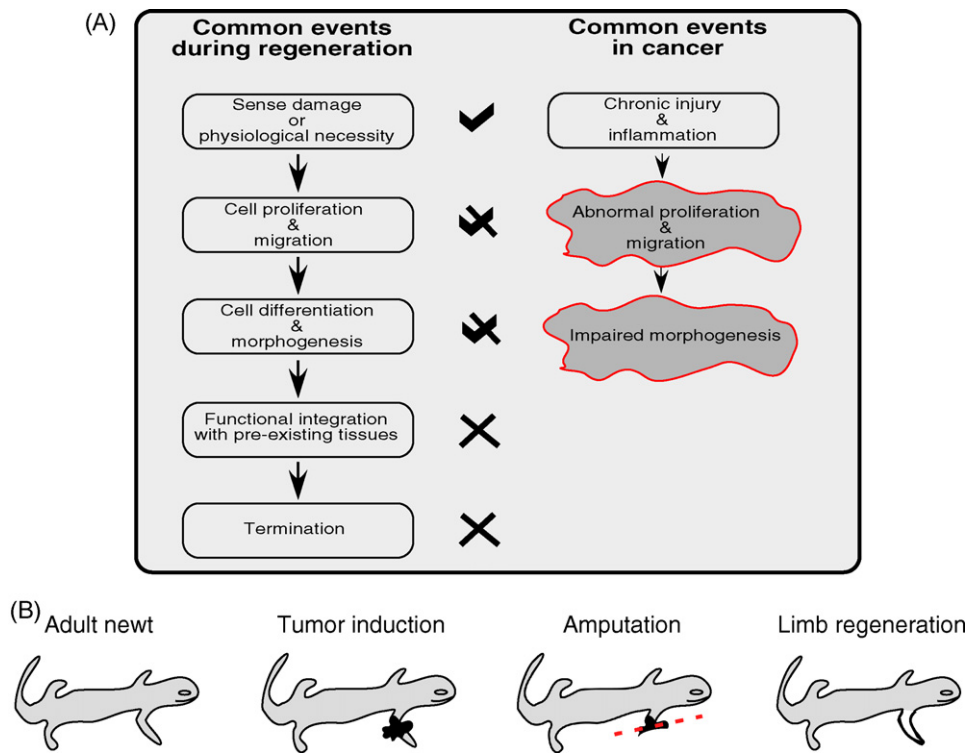 (A)
Common events
during regeneration
Common events
in cancer
Sense damage
or
physiological necessity
Chronic injury
&
inflammation
Cell proliferation
&
migration
Abnormal proliferation
&
migration
Cell differentiation
&
morphogenesis
Impaired morphogenesis
Functional integration
with pre-existing tissues
Termination
(B)
Adult newt
Tumor induction
Amputation
Limb regeneration